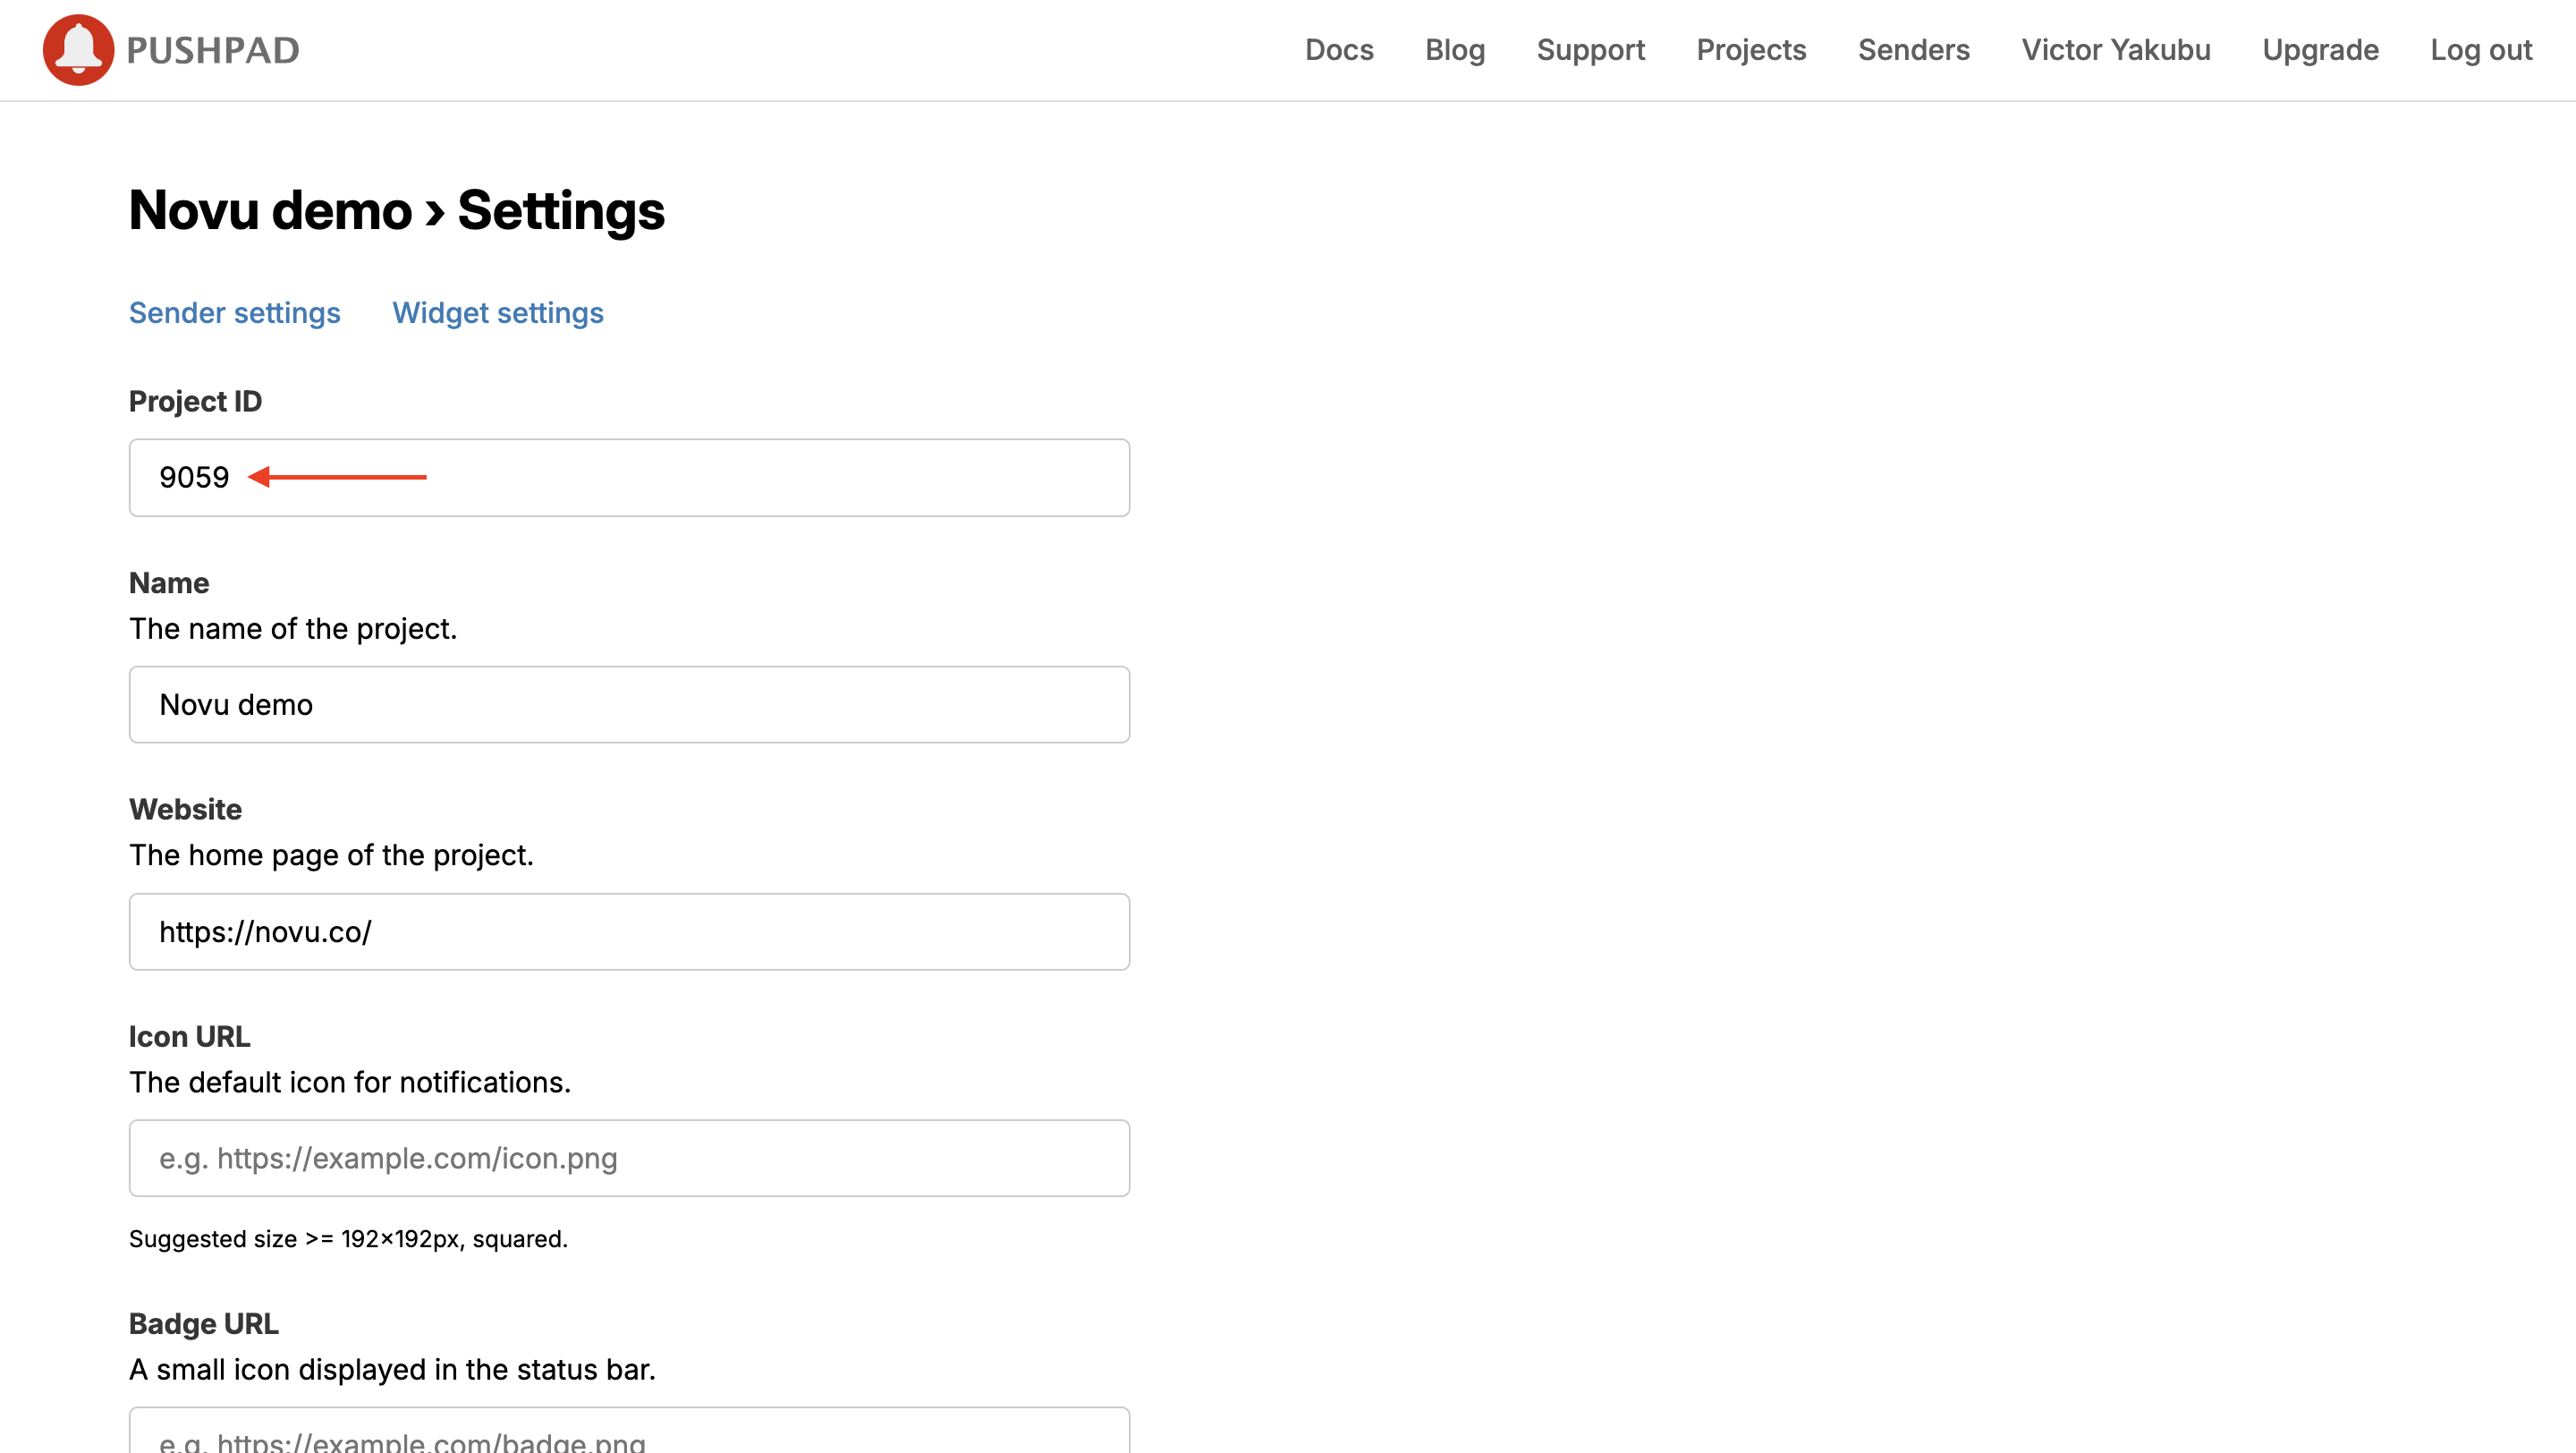 PUSHPAD
Docs Blog Support Projects Senders Victor Yakubu Upgrade Log out
Novu demo › Settings
Sender settings Widget settings
Project ID
9059
Name
The name of the project.
Novu demo
Website
The home page of the project.
https://novu.co/
Icon URL
The default icon for notifications.
e.g. https://example.com/icon.png
Suggested size >= 192×192px, squared.
Badge URL
A small icon displayed in the status bar.
e.g. https://example.com/badge.png